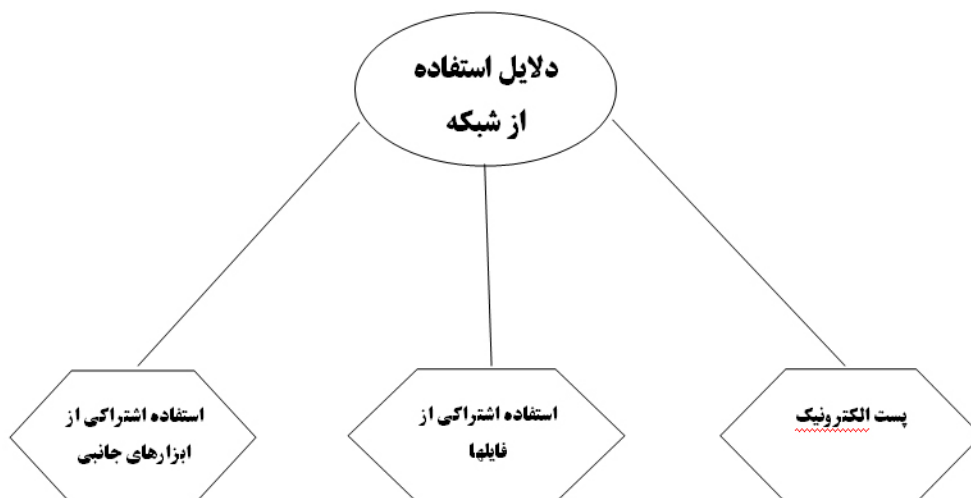 دلایل استفاده
از شبکه
پست الکترونیک
استفاده اشتراکی از
فایلها
استفاده اشتراکی از
ابزارهای جانبی